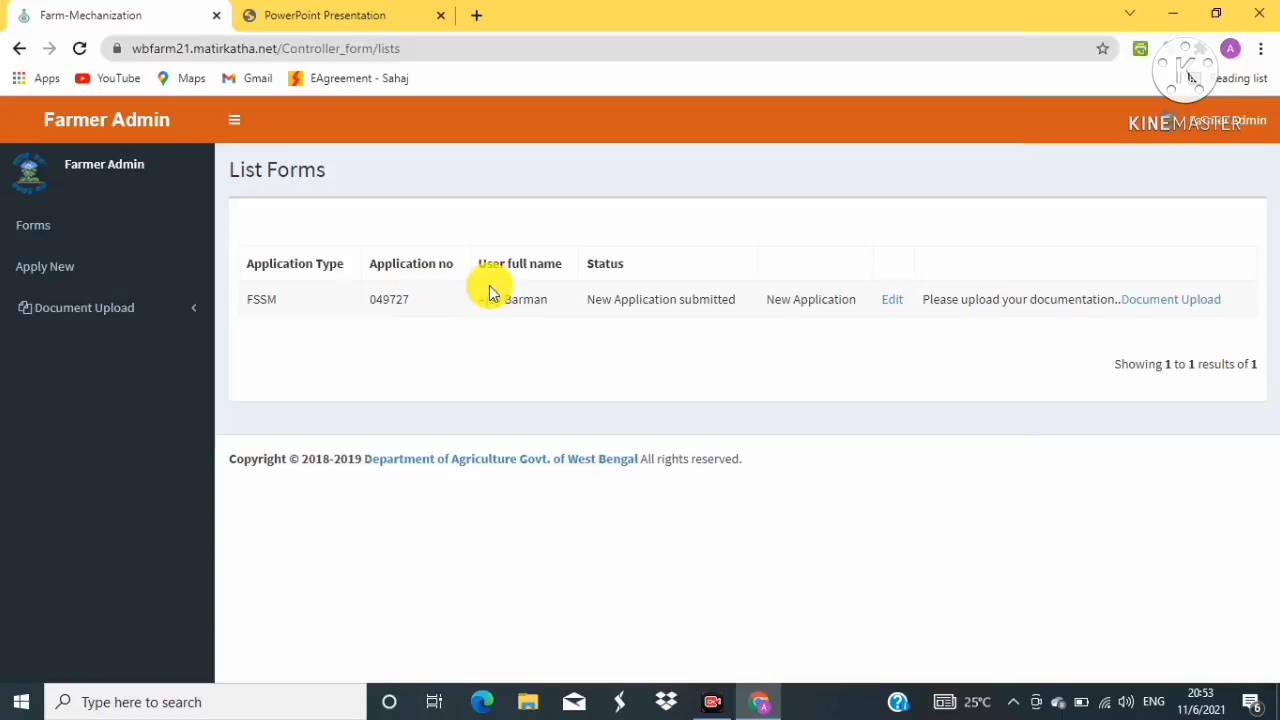 Farm-Mechanization
PowerPoint Presentation
wbfarm21.matirkatha.net/Controller_form/lists
A
Apps YouTube Maps Gmail EAgreement - Sahaj Reading list
Farmer Admin
KINEMASTER
Admin
Farmer Admin
Forms
Apply New
Document Upload
List Forms
Application Type Application no User full name Status
FSSM 049727 Barman New Application submitted New Application Edit Please upload your documentation..Document Upload
Showing 1 to 1 results of 1
Copyright © 2018-2019 Department of Agriculture Govt. of West Bengal All rights reserved.
Type here to search
25°C
ENG
20:53
11/6/2021
6